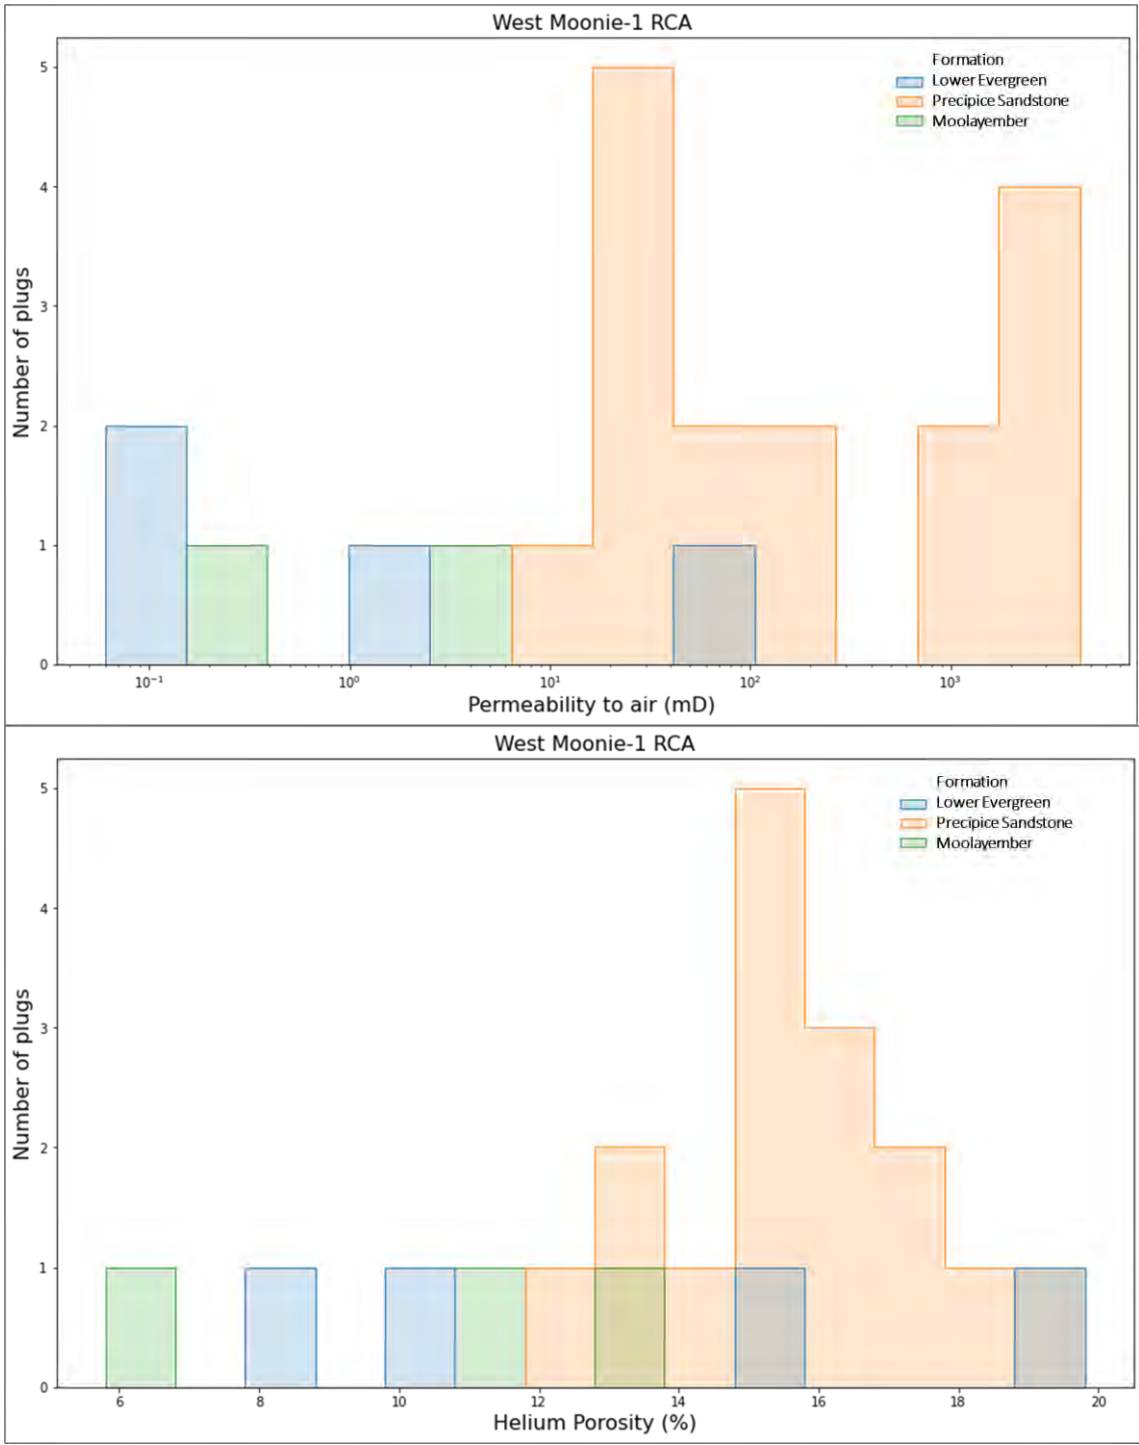 West Moonie-1 RCA
Formation
Lower Evergreen
Precipice Sandstone
Moolayember
5
4
3
2
1
0
Number of plugs
10⁻¹ 10⁰ 10¹ 10² 10³
Permeability to air (mD)
West Moonie-1 RCA
Formation
Lower Evergreen
Precipice Sandstone
Moolayember
5
4
3
2
1
0
Number of plugs
6 8 10 12 14 16 18 20
Helium Porosity (%)